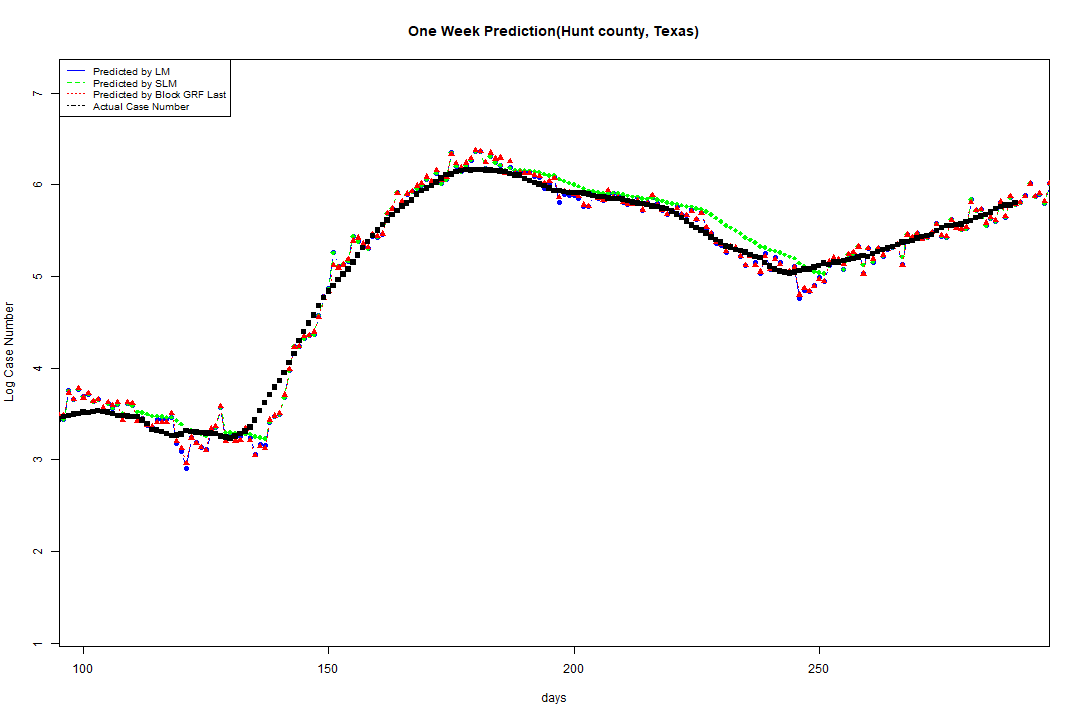 One Week Prediction(Hunt county, Texas)
Predicted by LM
Predicted by SLM
Predicted by Block GRF Last
Actual Case Number
7
6
5
4
3
2
1
Log Case Number
100 150 200 250
days